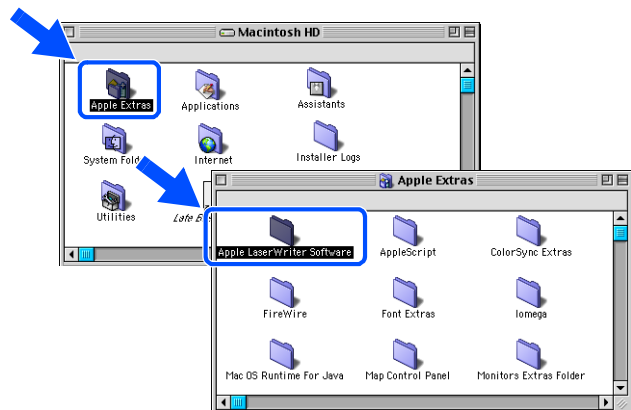 Macintosh HD
Apple Extras
Applications
Assistants
System Fold
Internet
Installer Logs
Utilities
Apple Extras
Apple LaserWriter Software
AppleScript
ColorSync Extras
FireWire
Font Extras
Iomega
Mac OS Runtime For Java
Map Control Panel
Monitors Extras Folder